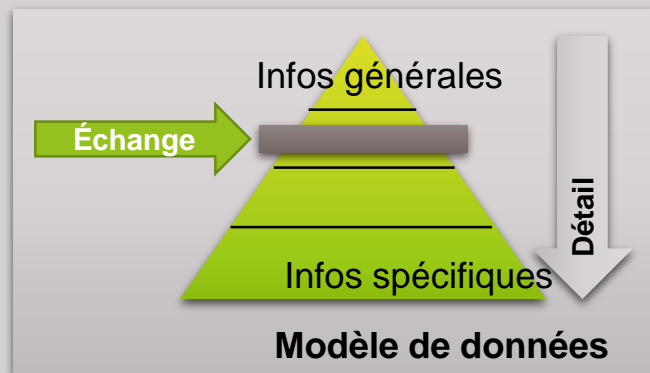 Infos générales
Échange
Détail
Infos spécifiques
Modèle de données